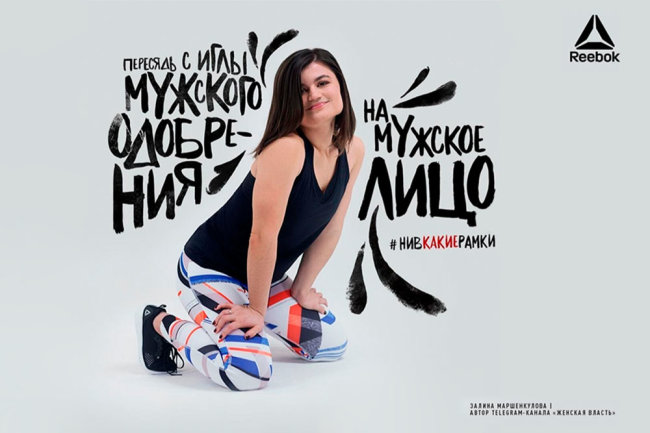 Reebok
ПЕРЕСЯДЬ С ИГЛЫ
МУЖСКОГО
ОДОБРЕ-
НИЯ
НА
МУЖСКОЕ
ЛИЦО
#НИВКАКИЕРАМКИ
ЗАЛИНА МАРШЕНКУЛОВА |
АВТОР TELEGRAM-КАНАЛА «ЖЕНСКАЯ ВЛАСТЬ»